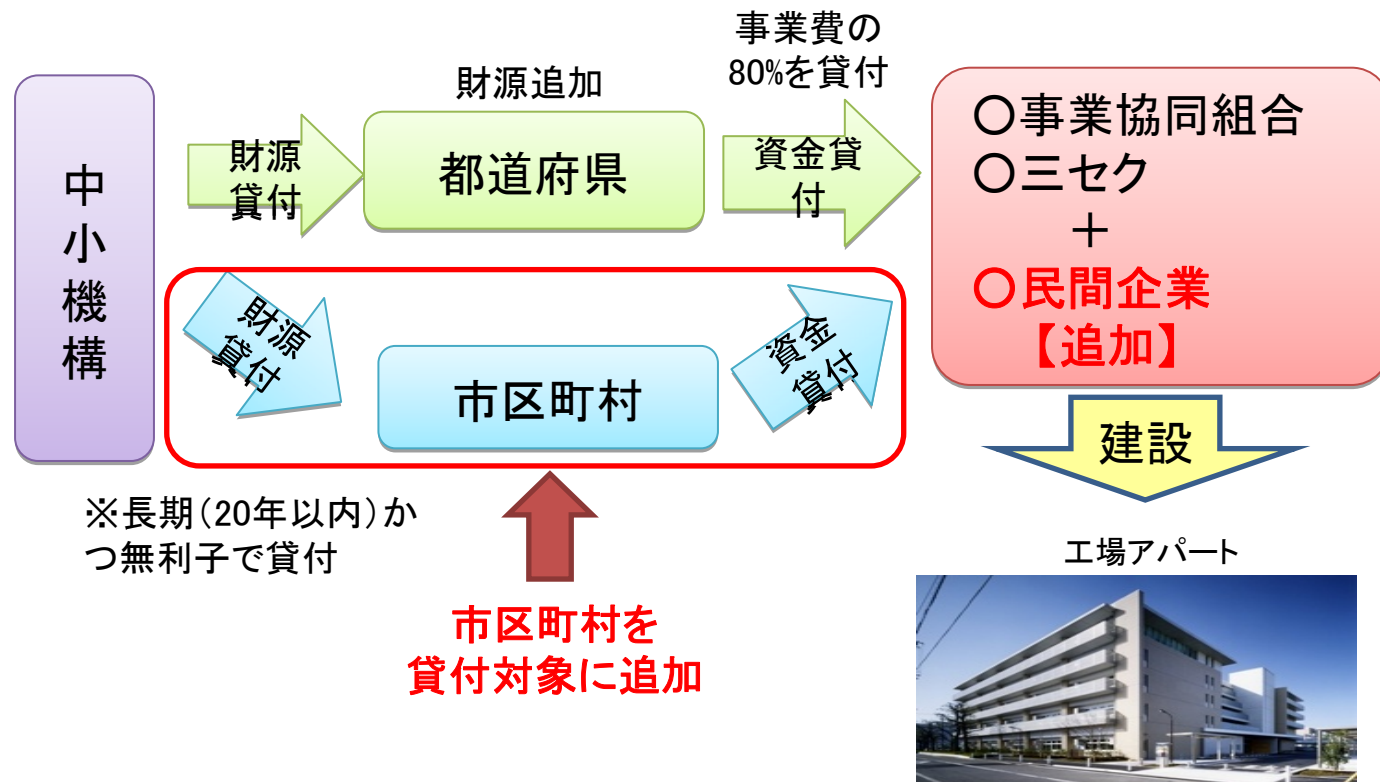 中
小
機
構
財源
貸付
財源追加
都道府県
事業費の
80%を貸付
資金貸
付
〇事業協同組合
〇三セク
＋
〇民間企業
【追加】
財源
貸付
市区町村
資金
貸付
※長期（20年以内）か
つ無利子で貸付
市区町村を
貸付対象に追加
建設
工場アパート